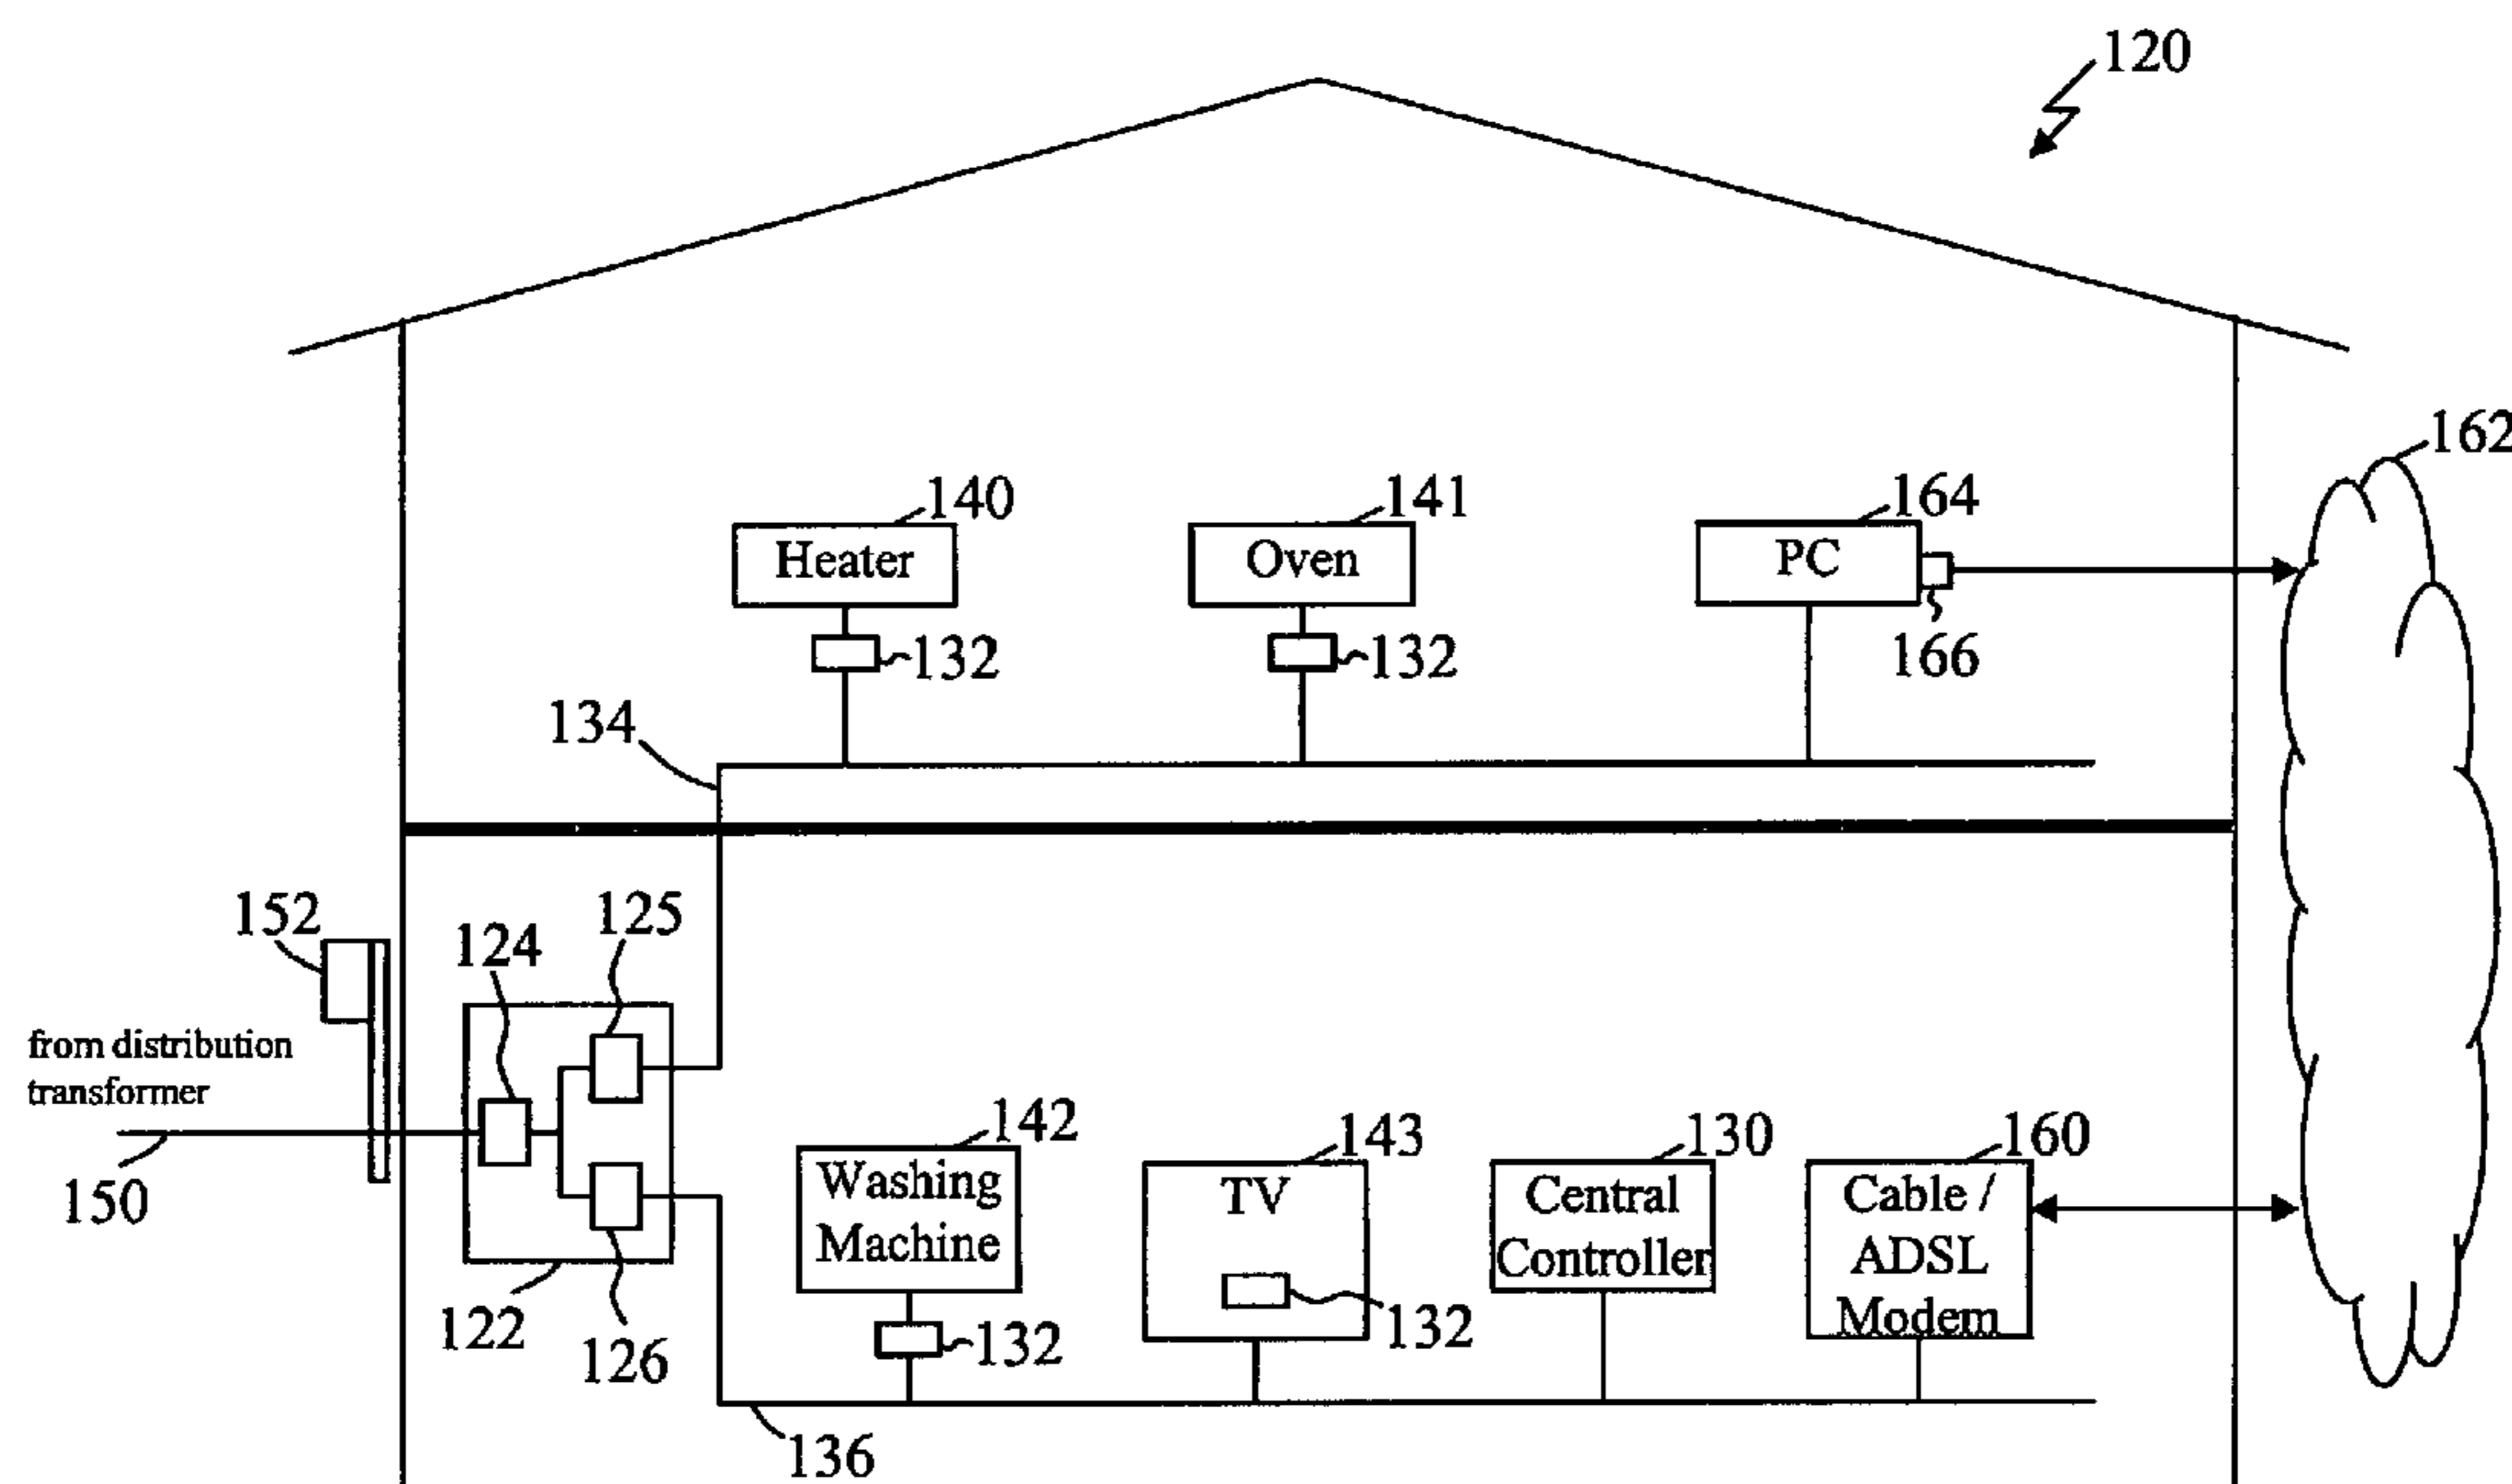 120
162
140
141
164
Heater
Oven
PC
132
132
166
134
152
125
124
from distribution
transformer
142
143
130
160
Washing
Machine
TV
Central
Controller
Cable /
ADSL
Modem
150
122
126
132
132
136